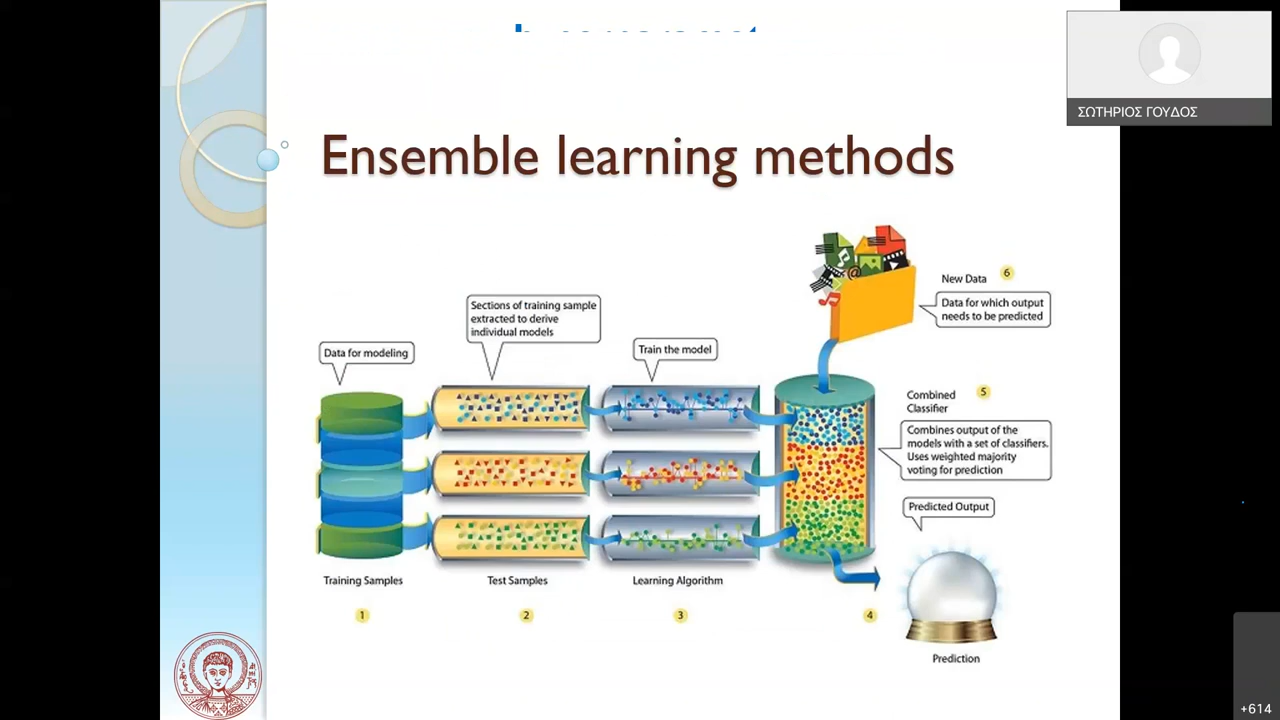 ΣΩΤΗΡΙΟΣ ΓΟΥΔΟΣ
Ensemble learning methods
New Data 6
Data for which output
needs to be predicted
Sections of training sample
extracted to derive
individual models
Data for modeling
Train the model
Combined
Classifier
5
Combines output of the
models with a set of classifiers.
Uses weighted majority
voting for prediction
Predicted Output
Training Samples
Test Samples
Learning Algorithm
1
2
3
4
Prediction
+614